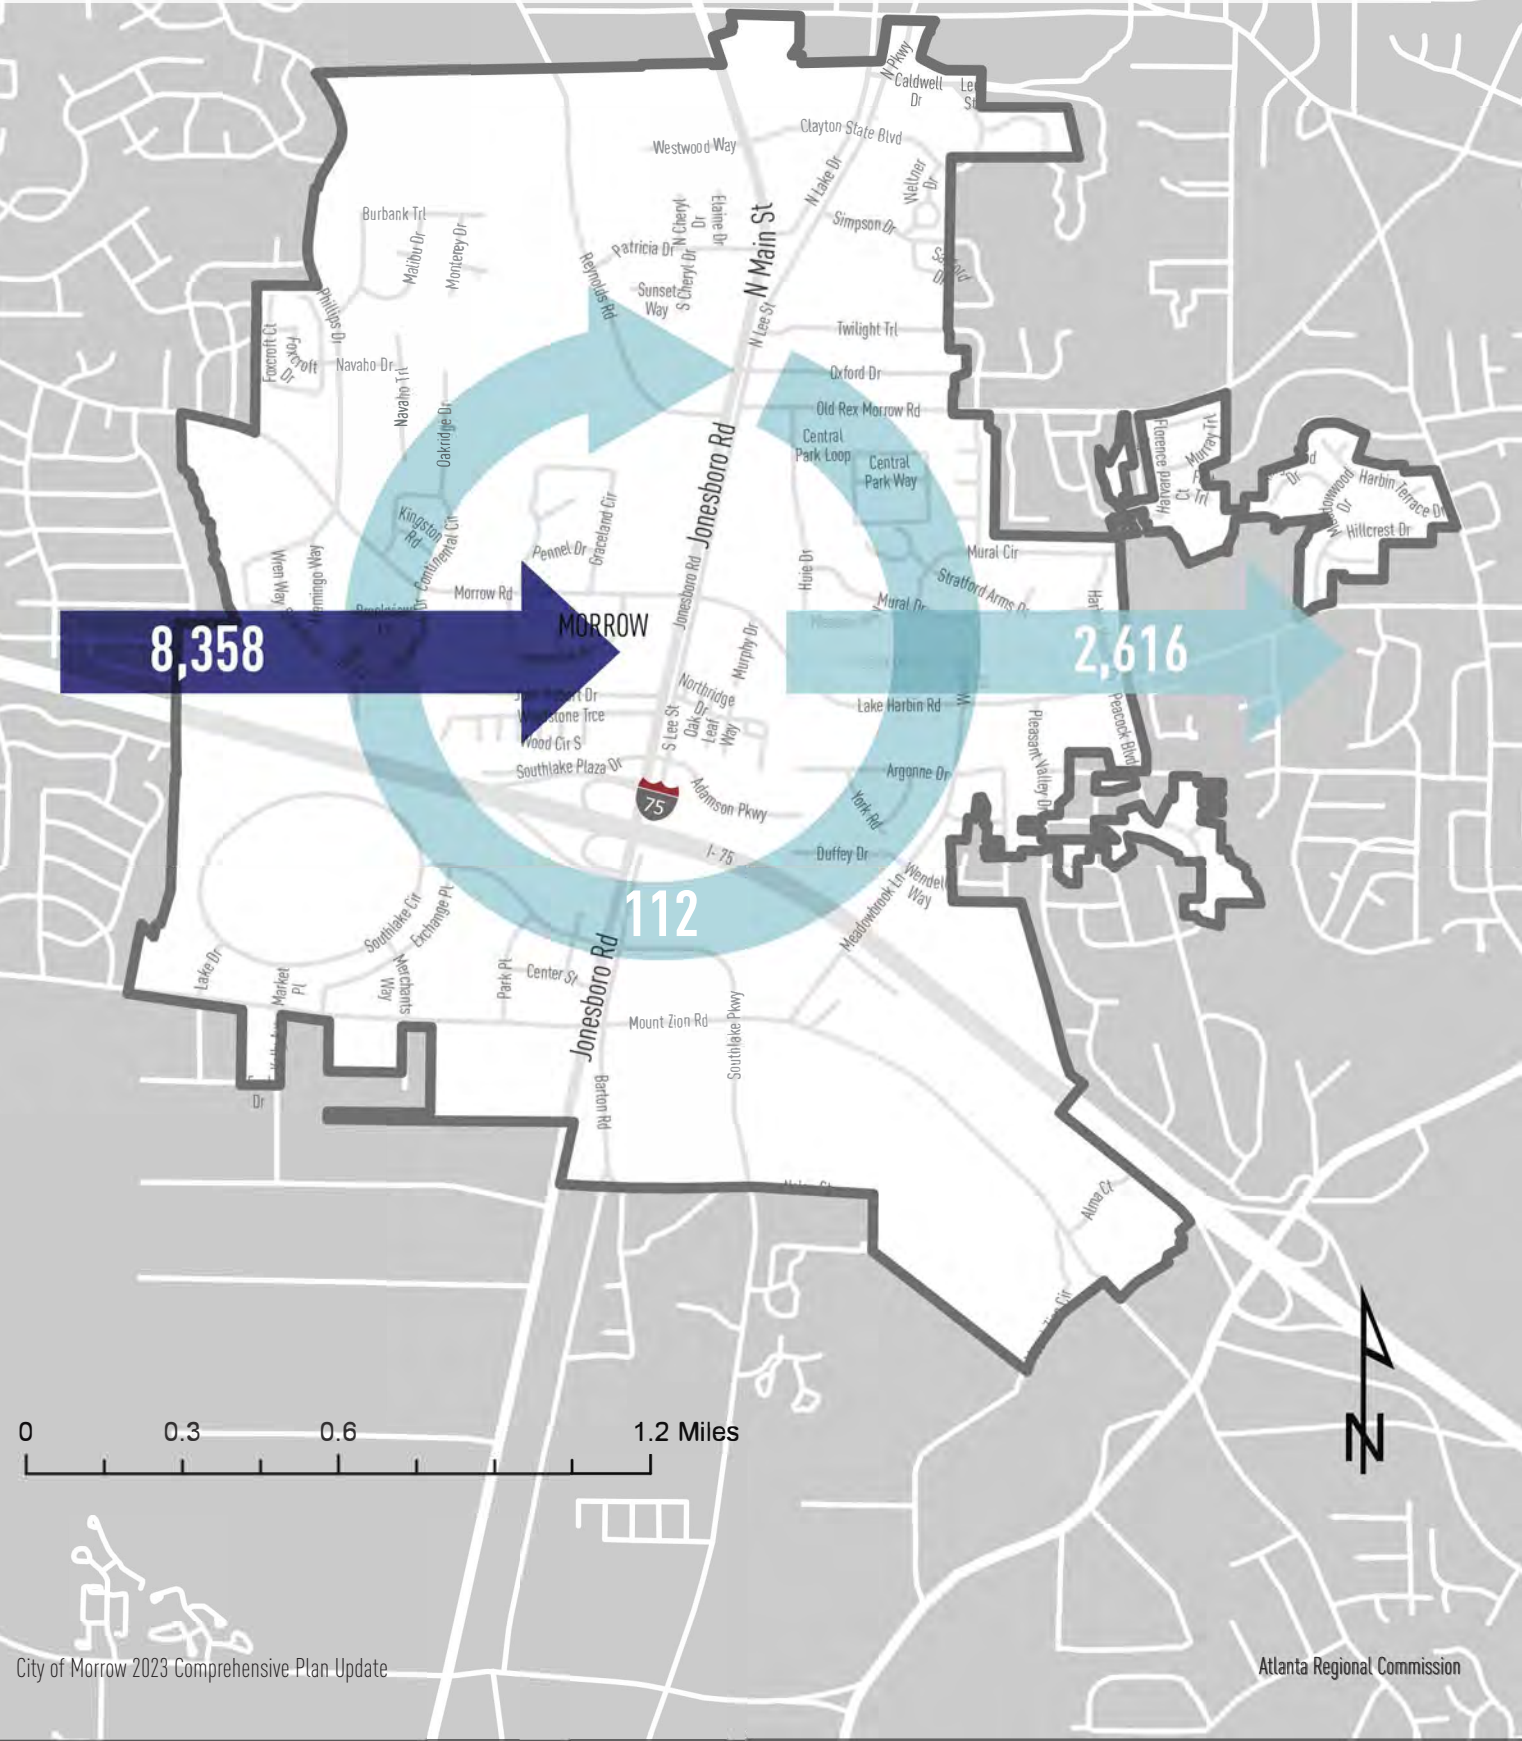 N Pkwy
Caldwell
Dr
Clayton State Blvd
Westwood Way
N Lake Dr
Weltner
Dr
Burbank Trl
Malibu Dr
Monterey Dr
N Cheryl
Dr
Elaine Dr
N Main St
Simpson Dr
Patricia Dr
S Cheryl Dr
Reynolds Rd
Sunset
Way
Phillips Dr
N Lee St
Twilight Trl
Foxcroft Ct
Foxcroft
Dr
Navaho Dr
Navaho Trl
Oxford Dr
Old Rex Morrow Rd
Oakridge Dr
Jonesboro Rd
Central
Park Loop
Central
Park Way
Florence
Harvard
Ct
Murray Trl
Trl
Dr
Harbin Terrace Dr
Dr
Hillcrest Dr
Kingston
Rd
Continental Cir
Graceland Cir
Pennel Dr
Mural Cir
Wren Way
Huie Dr
Stratford Arms Dr
Morrow Rd
Jonesboro Rd
Mural Dr
MORROW
8,358
2,616
Murphy Dr
Northridge
Dr
Oak
Leaf
Way
S Lee St
Lake Harbin Rd
Peacock Blvd
Pleasant Valley Dr
Wood Cir S
Southlake Plaza Dr
75
Adamson Pkwy
Argonne Dr
York Rd
I- 75
Duffey Dr
Wendell
Way
Meadowbrook Ln
112
Southlake Cir
Exchange Pl
Lake Dr
Market
Pl
Merchants
Way
Park Pl
Center St
Jonesboro Rd
Mount Zion Rd
Southlake Pkwy
Barton Rd
Dr
Alma Ct
0 0.3 0.6 1.2 Miles
N
City of Morrow 2023 Comprehensive Plan Update
Atlanta Regional Commission